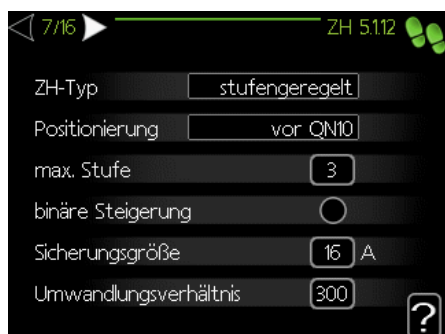 7/16 ZH 5.1.12
ZH-Typ stufengeregelt
Positionierung vor QN10
max. Stufe 3
binäre Steigerung
Sicherungsgröße 16 A
Umwandlungsverhältnis 300
?